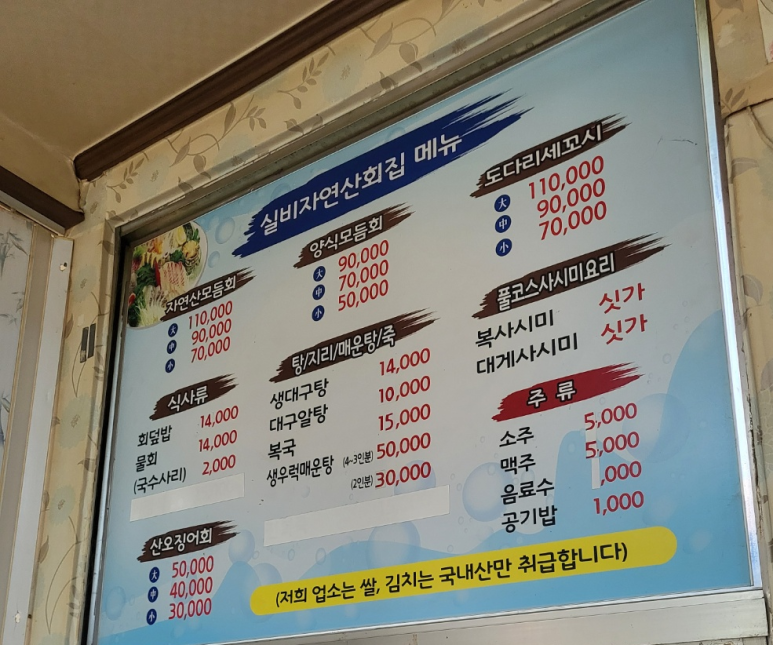 실비자연산회집 메뉴
자연산모듬회
大 110,000
中 90,000
小 70,000
양식모듬회
大 90,000
中 70,000
小 50,000
도다리세꼬시
大 110,000
中 90,000
小 70,000
식사류
회덮밥 14,000
물회 14,000
(국수사리) 2,000
탕/지리/매운탕/죽
생대구탕 14,000
대구알탕 10,000
복국 15,000
생우럭매운탕 (4~3인분) 50,000
(2인분) 30,000
풀코스사시미요리
복사시미 싯가
대게사시미 싯가
주 류
소주 5,000
맥주 5,000
음료수 ,000
공기밥 1,000
산오징어회
大 50,000
中 40,000
小 30,000
(저희 업소는 쌀, 김치는 국내산만 취급합니다)